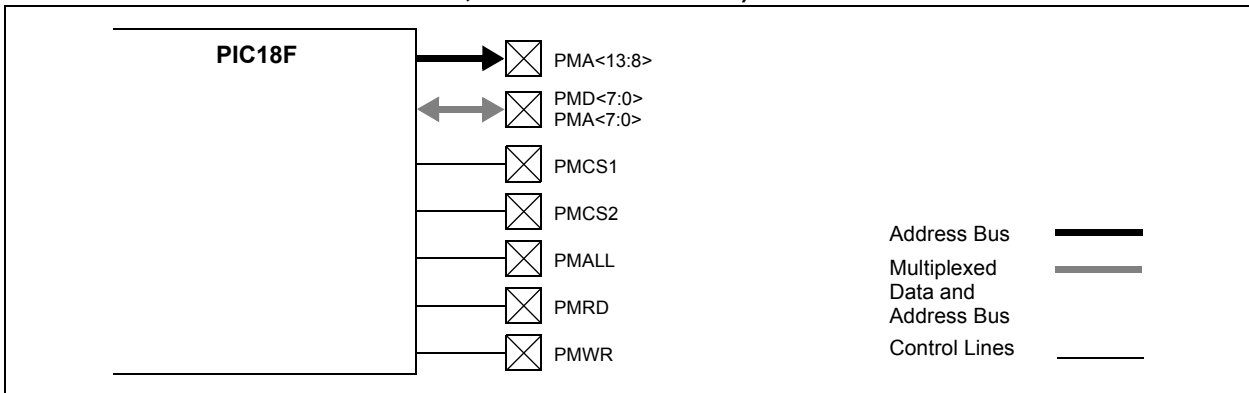 PIC18F
PMA<13:8>
PMD<7:0>
PMA<7:0>
PMCS1
PMCS2
PMALL
PMRD
PMWR
Address Bus
Multiplexed
Data and
Address Bus
Control Lines